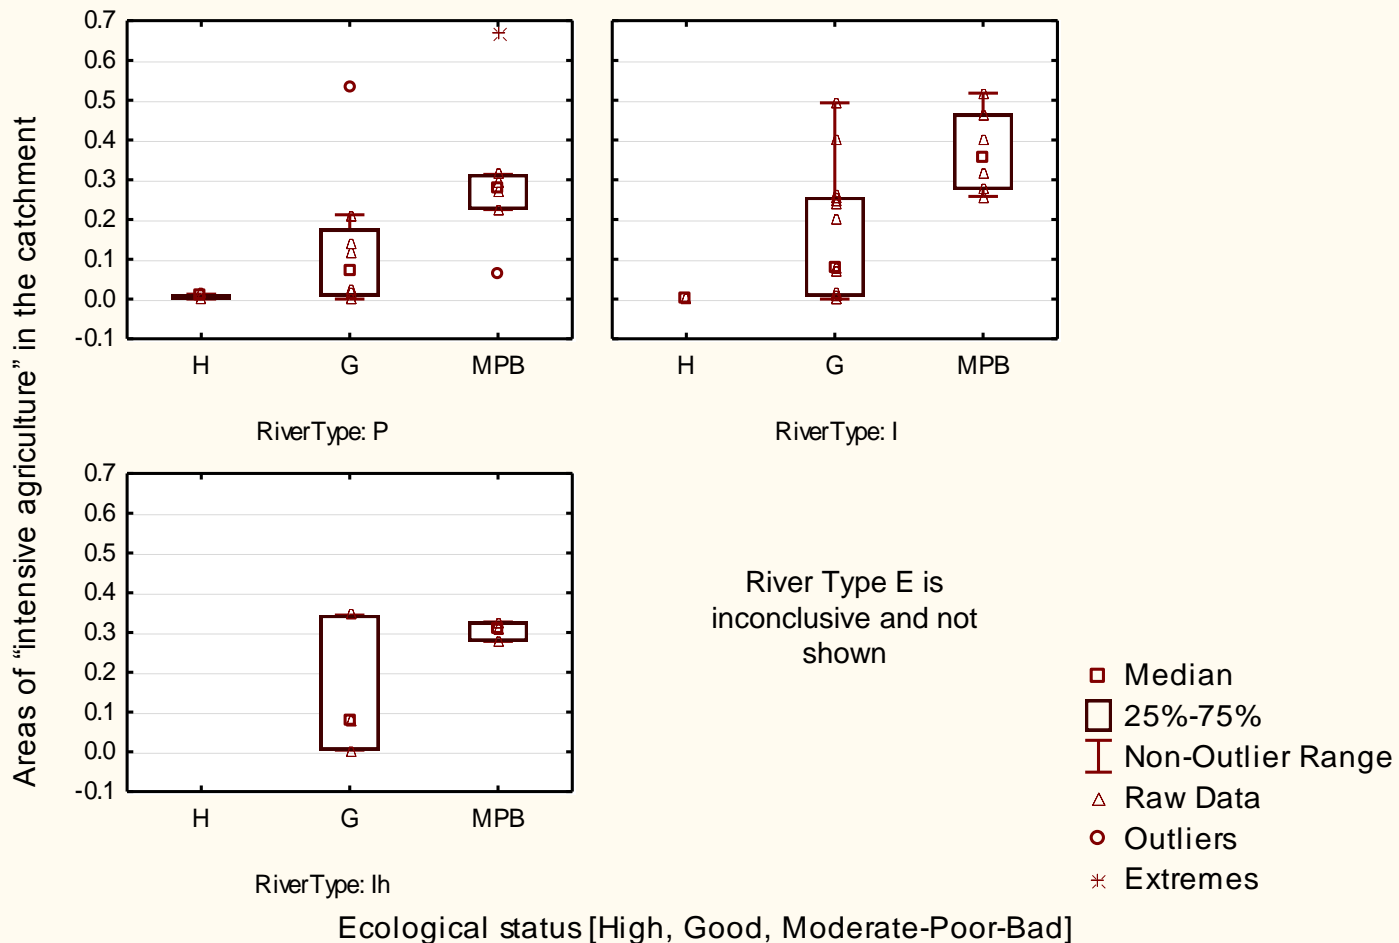 Areas of “intensive agriculture” in the catchment
0.7
0.6
0.5
0.4
0.3
0.2
0.1
0.0
-0.1
H G MPB
RiverType: P
H G MPB
RiverType: I
0.7
0.6
0.5
0.4
0.3
0.2
0.1
0.0
-0.1
H G MPB
RiverType: Ih
River Type E is
inconclusive and not
shown
Median
25%-75%
Non-Outlier Range
Raw Data
Outliers
Extremes
Ecological status [High, Good, Moderate-Poor-Bad]